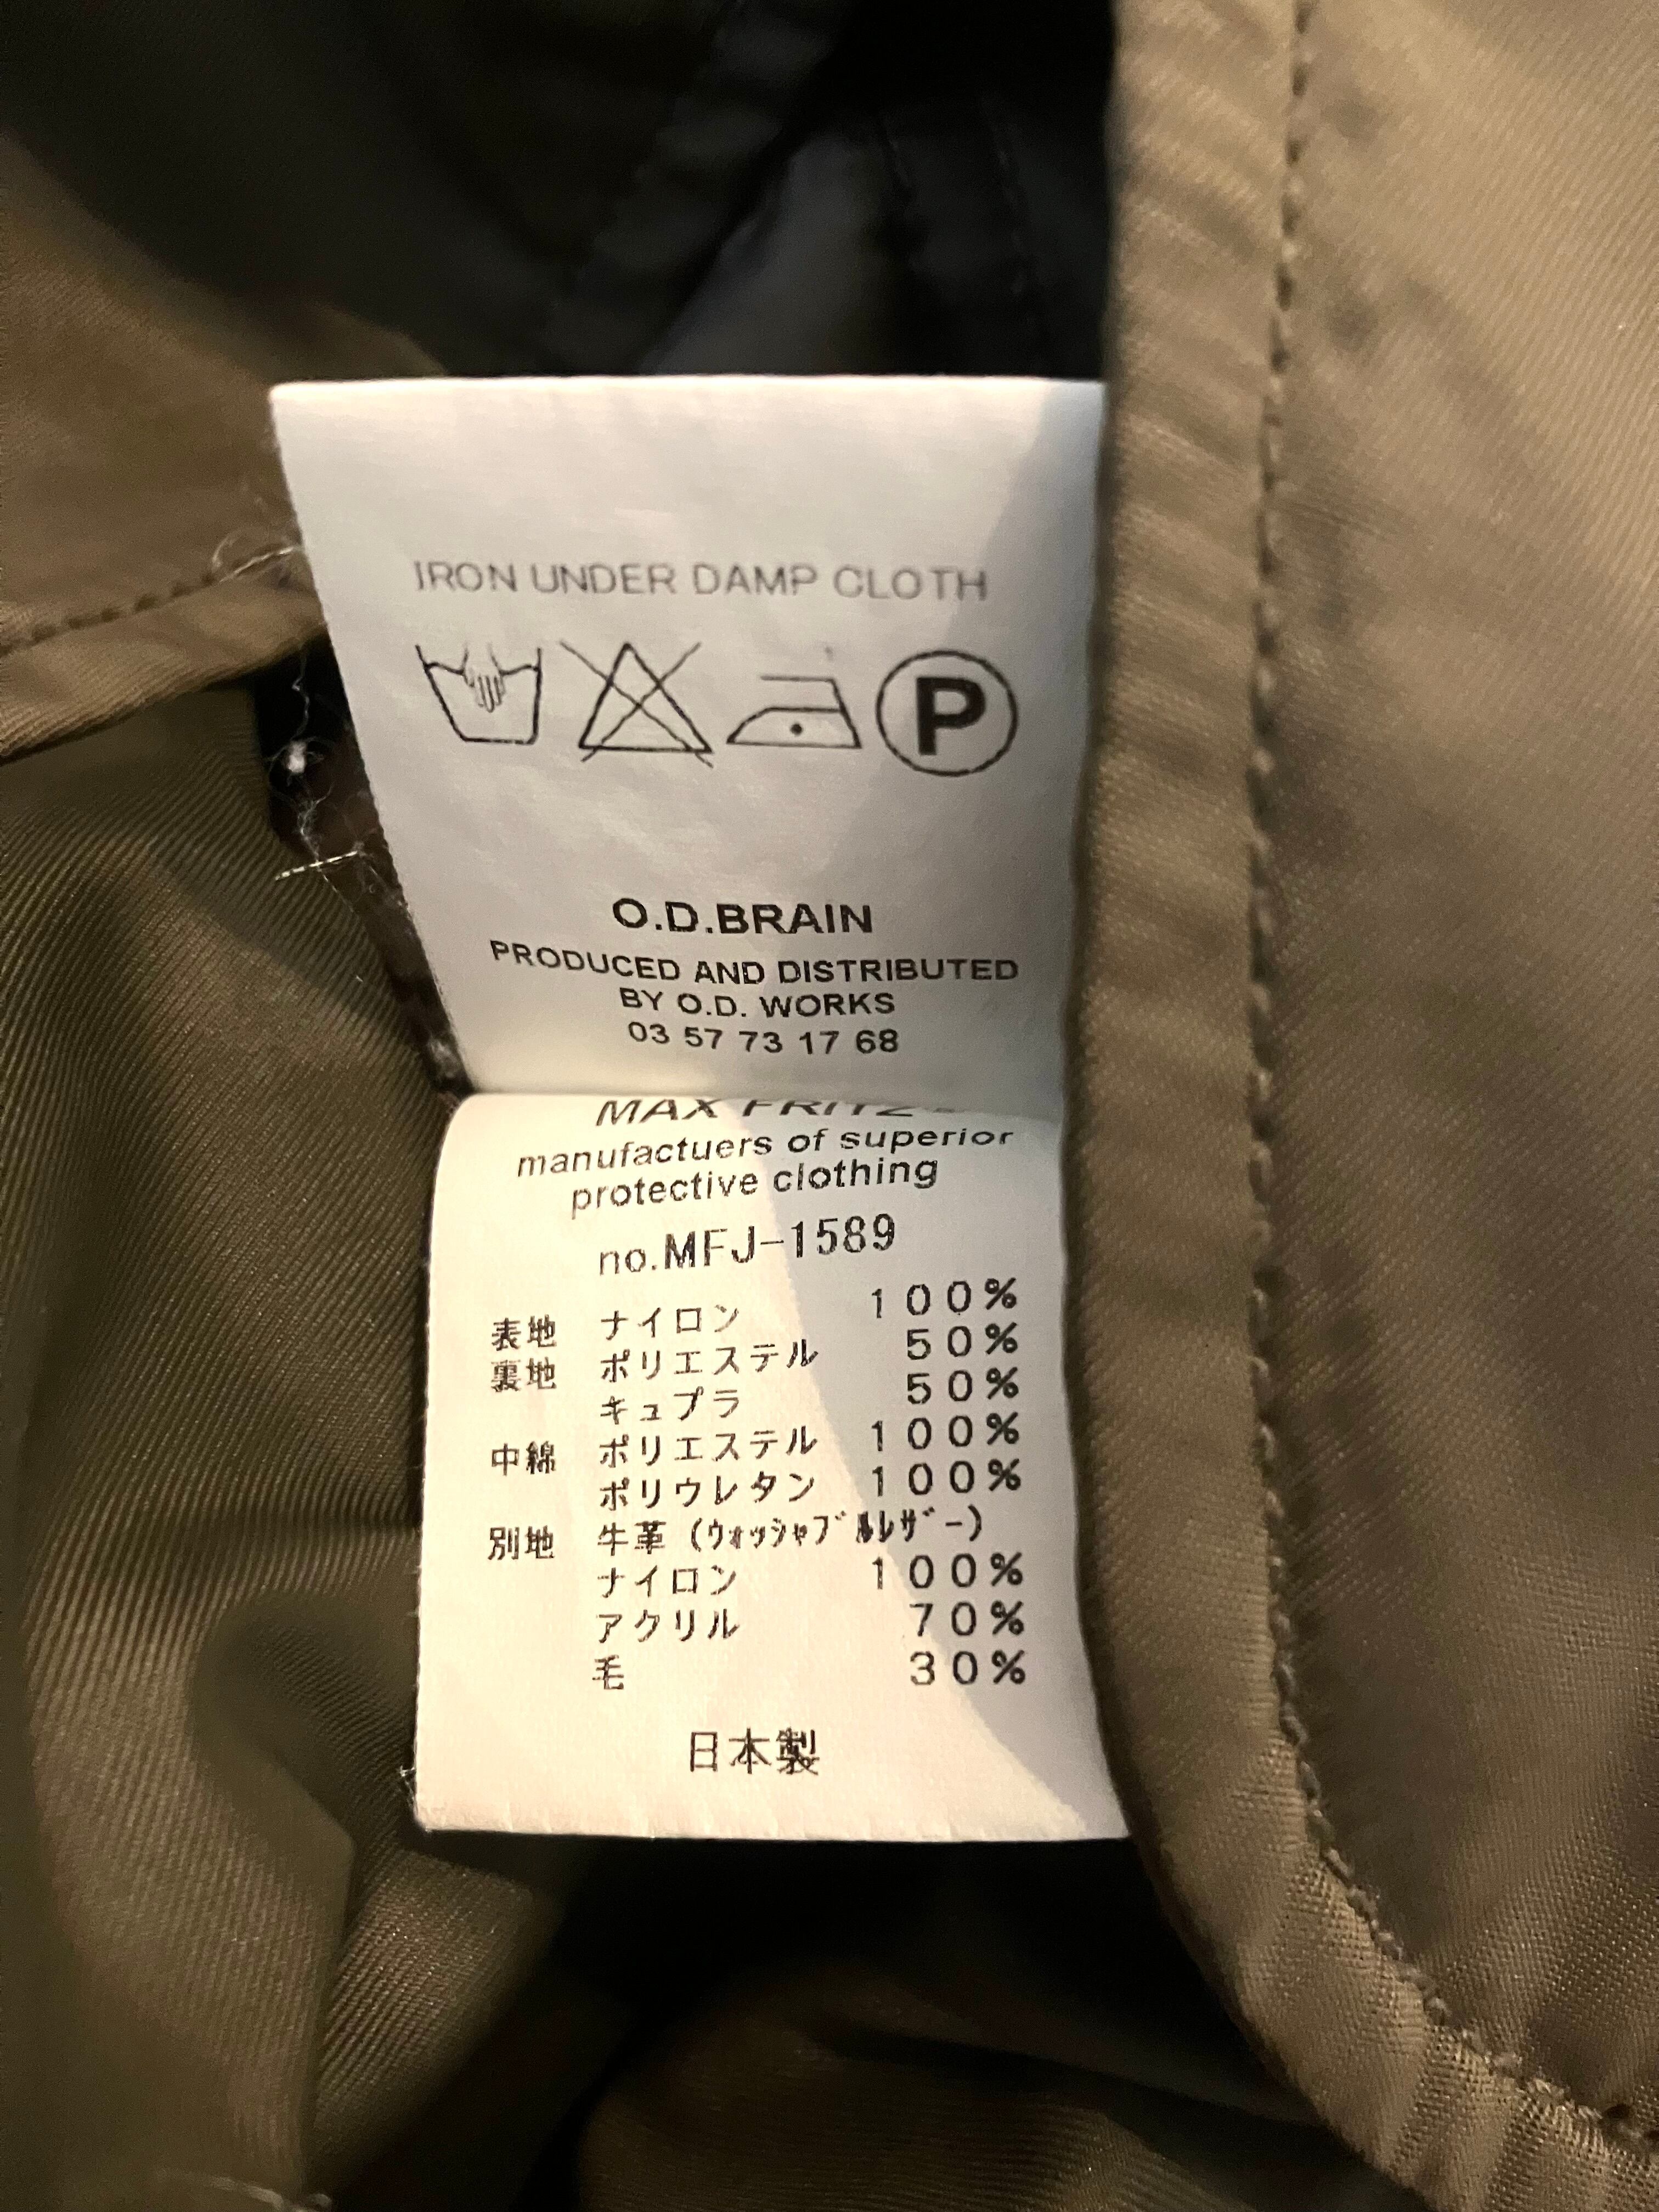 IRON UNDER DAMP CLOTH
P
O.D.BRAIN
PRODUCED AND DISTRIBUTED
BY O.D. WORKS
03 57 73 17 68
MAX FRITZ
manufactuers of superior
protective clothing
no.MFJ-1589
表地 ナイロン 100%
裏地 ポリエステル 50%
キュプラ 50%
中綿 ポリエステル 100%
ポリウレタン 100%
別地 牛革 (ｳｫｯｼｬﾌﾞﾙﾚｻﾞｰ)
ナイロン 100%
アクリル 70%
毛 30%
日本製